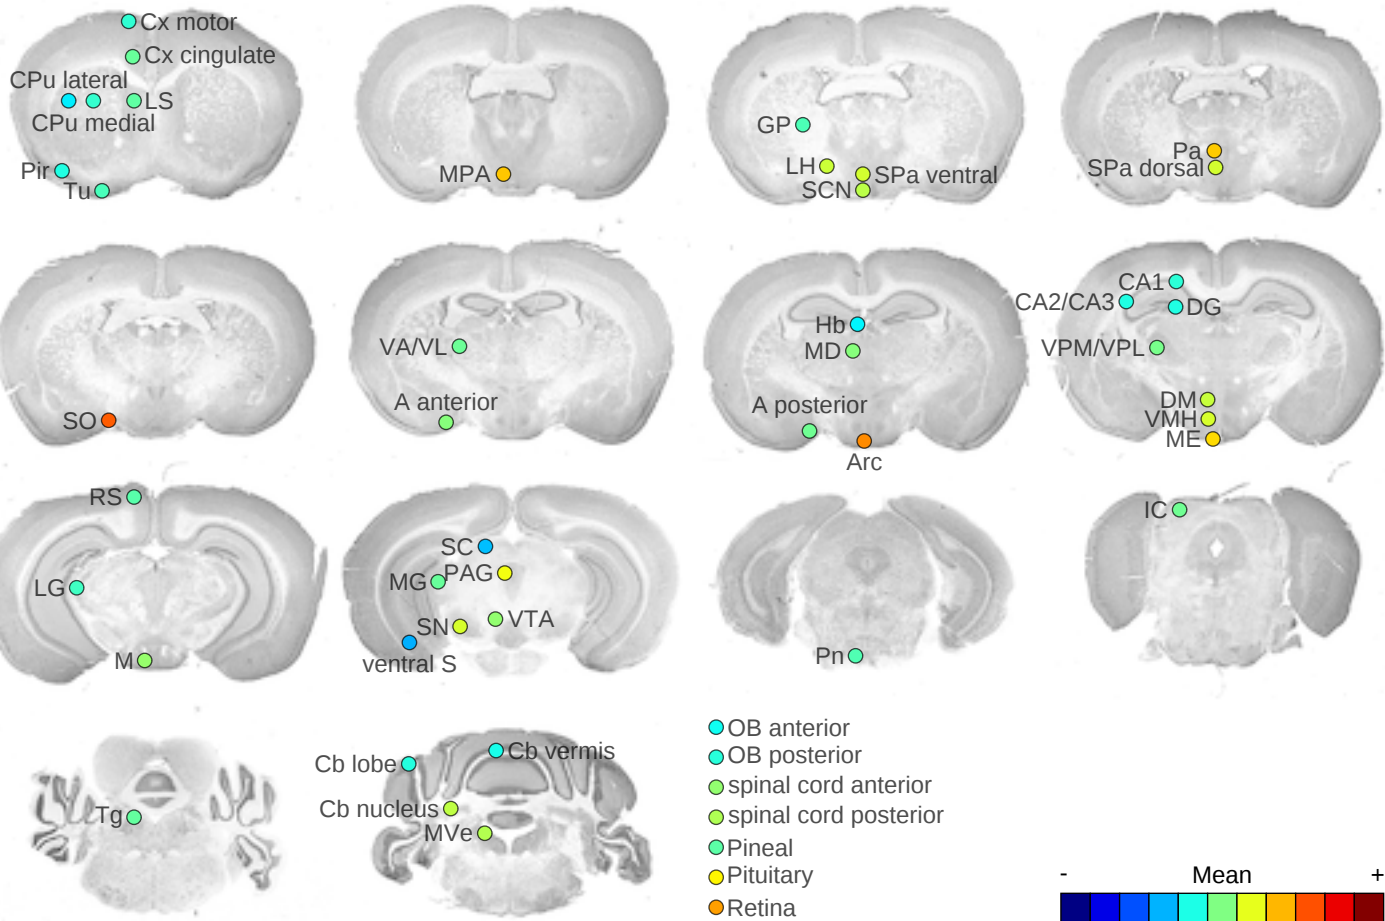 Cx motor
Cx cingulate
CPu lateral
LS
CPu medial
Pir
Tu
MPA
GP
LH
SPa ventral
SCN
Pa
SPa dorsal
SO
VA/VL
A anterior
Hb
MD
A posterior
Arc
CA1
CA2/CA3
DG
VPM/VPL
DM
VMH
ME
RS
LG
M
SC
PAG
MG
VTA
SN
ventral S
Pn
IC
Tg
Cb vermis
Cb lobe
Cb nucleus
MVe
OB anterior
OB posterior
spinal cord anterior
spinal cord posterior
Pineal
Pituitary
Retina
- Mean +